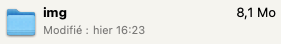 img 8,1 Mo
Modifié : hier 16:23